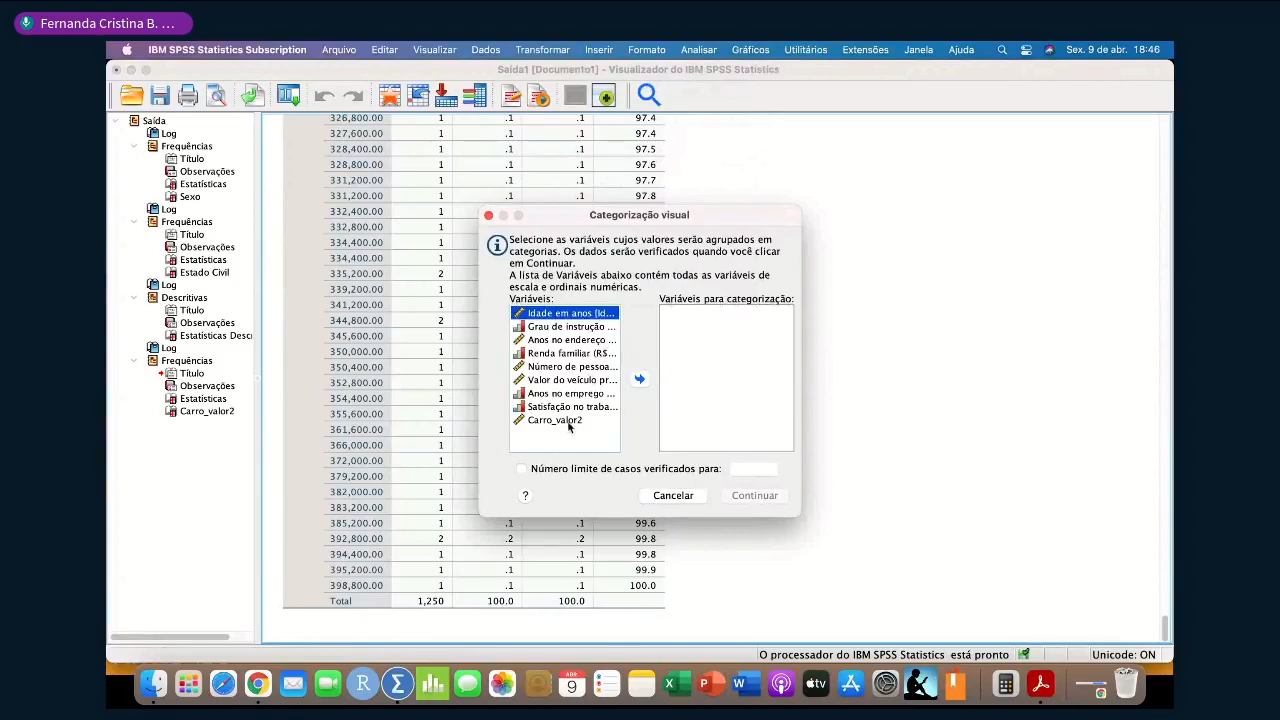 Fernanda Cristina B. ...
IBM SPSS Statistics Subscription Arquivo Editar Visualizar Dados Transformar Inserir Formato Analisar Gráficos Utilitários Extensões Janela Ajuda Sex. 9 de abr. 18:46
Saída1 [Documento1] - Visualizador do IBM SPSS Statistics
Saída
Log
Frequências
Título
Observações
Estatísticas
Sexo
Log
Frequências
Título
Observações
Estatísticas
Estado Civil
Log
Descritivas
Título
Observações
Estatísticas Descr
Log
Frequências
Título
Observações
Estatísticas
Carro_valor2
326,800.00 1 .1 .1 97.4
327,600.00 1 .1 .1 97.4
328,400.00 1 .1 .1 97.5
328,800.00 1 .1 .1 97.6
331,200.00 1 .1 .1 97.7
331,200.00 1 .1 .1 97.8
332,400.00 1
332,800.00 1
334,400.00 1
334,400.00 1
335,200.00 2
339,200.00 1
341,200.00 1
344,800.00 2
345,600.00 1
350,000.00 1
350,400.00 1
352,800.00 1
354,400.00 1
355,600.00 1
361,600.00 1
366,000.00 1
372,000.00 1
379,200.00 1
382,000.00 1
383,200.00 1
385,200.00 1 .1 .1 99.6
392,800.00 2 .2 .2 99.8
394,400.00 1 .1 .1 99.8
395,200.00 1 .1 .1 99.9
398,800.00 1 .1 .1 100.0
Total 1,250 100.0 100.0
Categorização visual
Selecione as variáveis cujos valores serão agrupados em
categorias. Os dados serão verificados quando você clicar
em Continuar.
A lista de Variáveis abaixo contém todas as variáveis de
escala e ordinais numéricas.
Variáveis: Variáveis para categorização:
Idade em anos [Id...
Grau de instrução ...
Anos no endereço ...
Renda familiar (R$...
Número de pessoa...
Valor do veículo pr...
Anos no emprego ...
Satisfação no traba...
Carro_valor2
Número limite de casos verificados para:
? Cancelar Continuar
O processador do IBM SPSS Statistics está pronto Unicode: ON
R Σ ABR 9 X P W tv